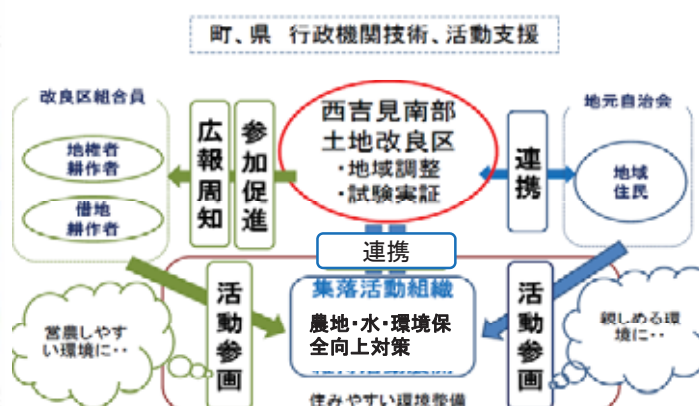 町、県 行政機関技術、活動支援
改良区組合員
地権者
耕作者
借地
耕作者
広報周知
参加促進
西吉見南部
土地改良区
・地域調整
・試験実証
連携
地元自治会
地域
住民
連携
集落活動組織
農地・水・環境保
全向上対策
活動参画
活動参画
営農しやす
い環境に・・
親しめる環
境に・・
住みやすい環境整備